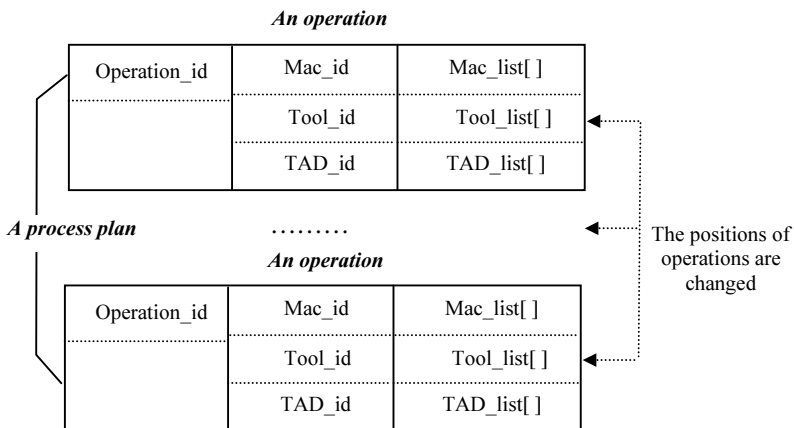 An operation
Operation_id Mac_id Mac_list[ ]
Tool_id Tool_list[ ]
TAD_id TAD_list[ ]
A process plan ......... The positions of
operations are
changed
An operation
Operation_id Mac_id Mac_list[ ]
Tool_id Tool_list[ ]
TAD_id TAD_list[ ]